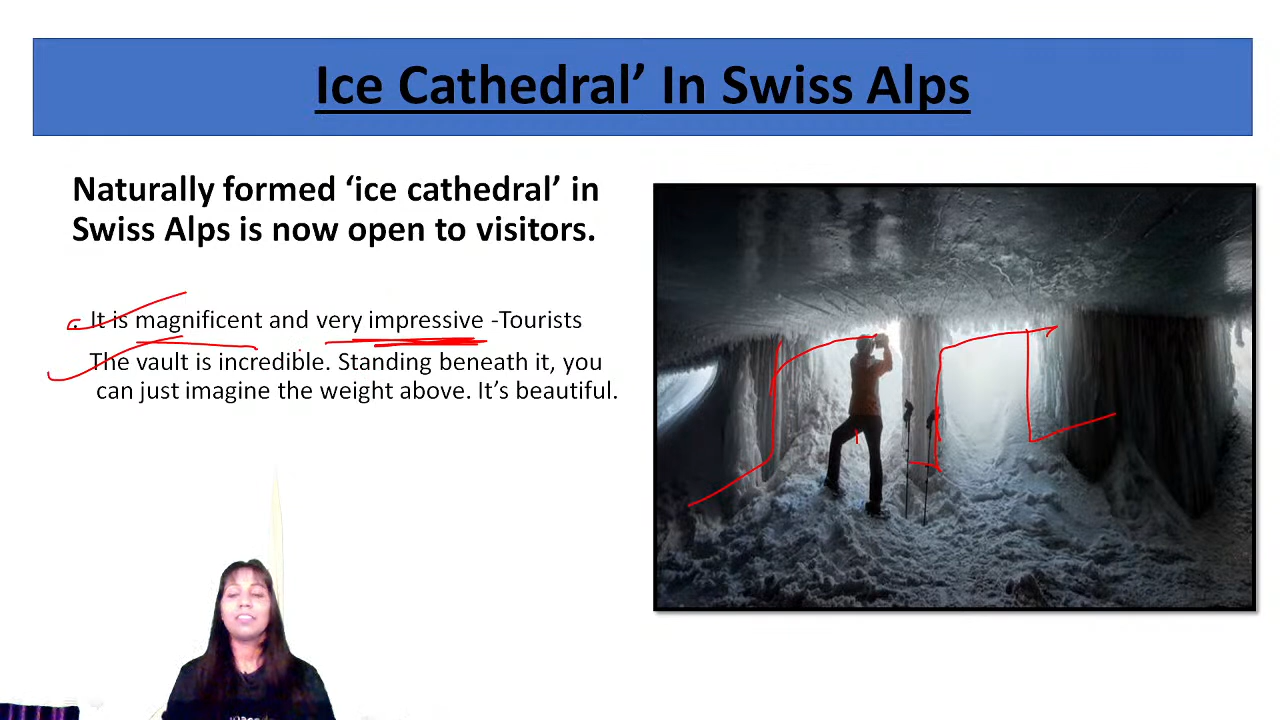 Ice Cathedral’ In Swiss Alps
Naturally formed ‘ice cathedral’ in
Swiss Alps is now open to visitors.
. It is magnificent and very impressive -Tourists
The vault is incredible. Standing beneath it, you
can just imagine the weight above. It’s beautiful.